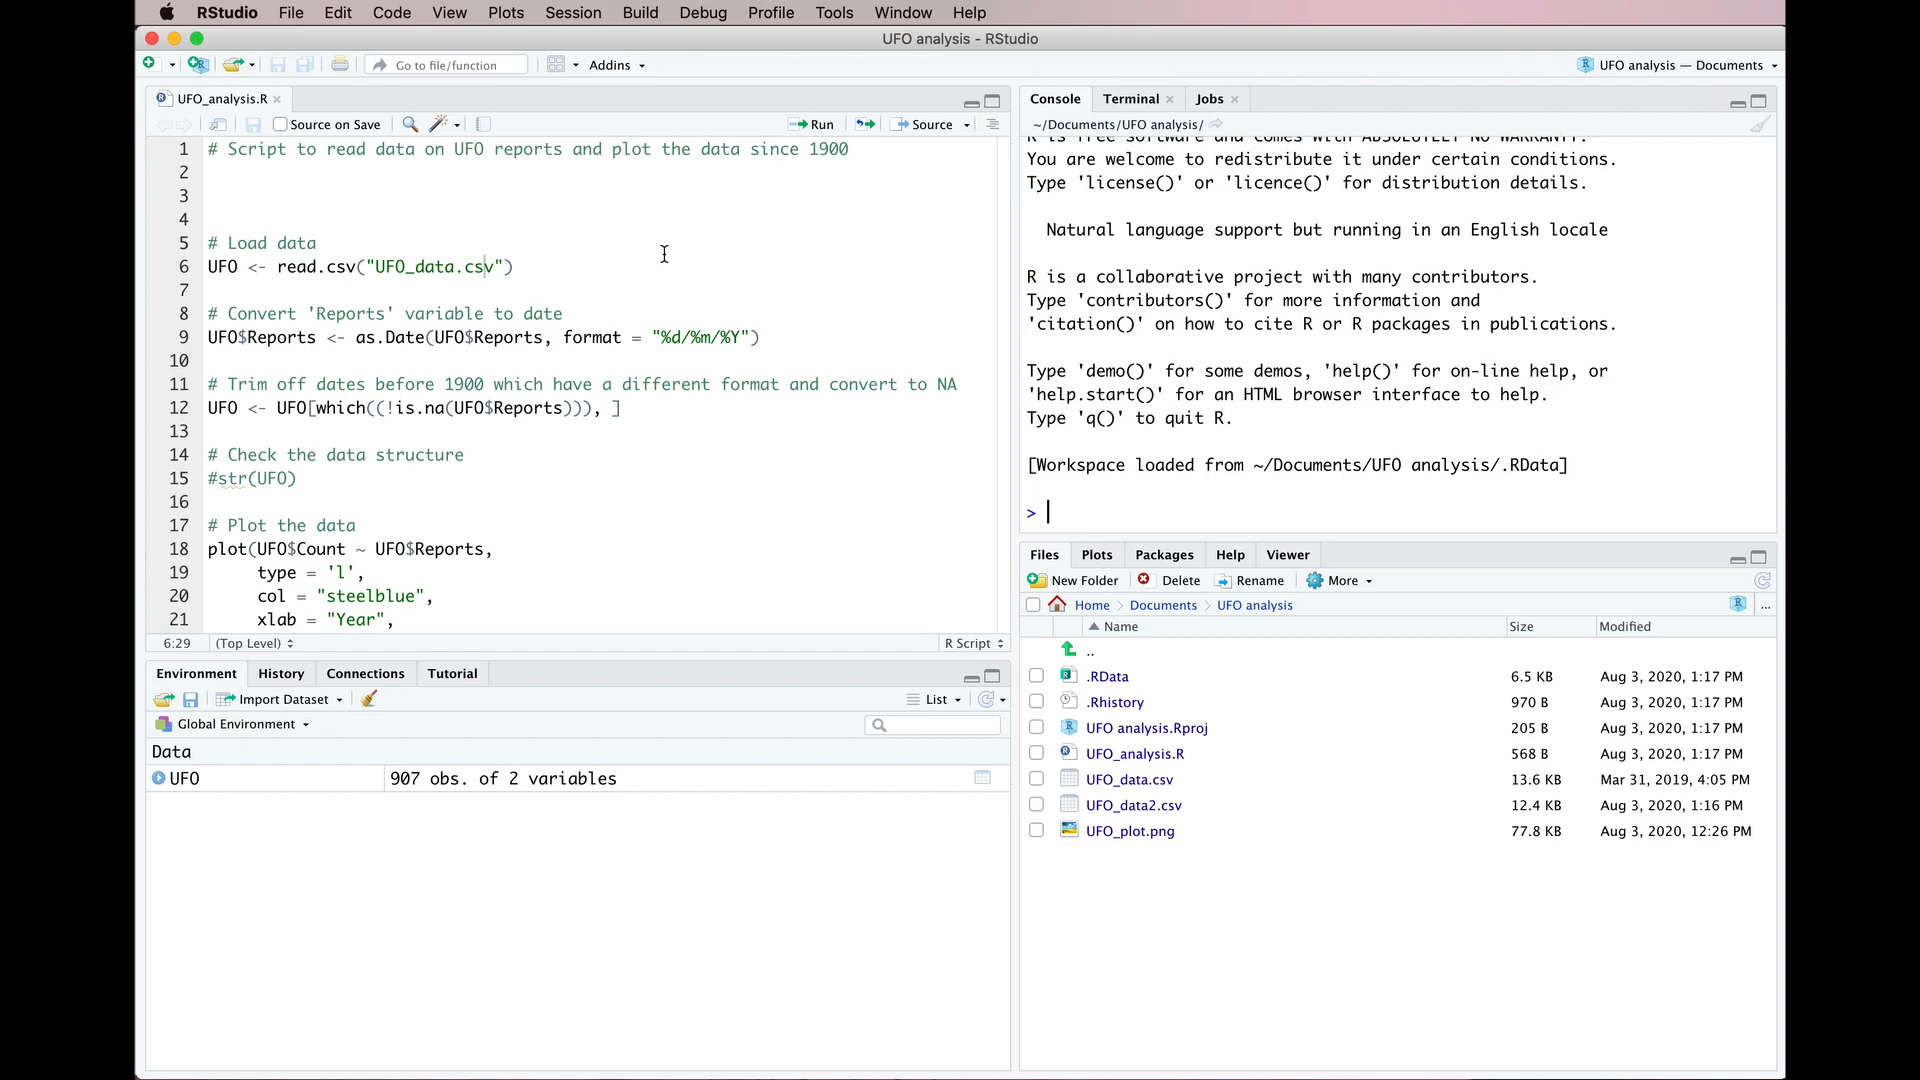 RStudio File Edit Code View Plots Session Build Debug Profile Tools Window Help
UFO analysis - RStudio
Go to file/function Addins UFO analysis — Documents
UFO_analysis.R
Source on Save Run Source
1 # Script to read data on UFO reports and plot the data since 1900
2
3
4
5 # Load data
6 UFO <- read.csv("UFO_data.csv")
7
8 # Convert 'Reports' variable to date
9 UFO$Reports <- as.Date(UFO$Reports, format = "%d/%m/%Y")
10
11 # Trim off dates before 1900 which have a different format and convert to NA
12 UFO <- UFO[which((!is.na(UFO$Reports))), ]
13
14 # Check the data structure
15 #str(UFO)
16
17 # Plot the data
18 plot(UFO$Count ~ UFO$Reports,
19 type = 'l',
20 col = "steelblue",
21 xlab = "Year",
6:29 (Top Level) R Script
Environment History Connections Tutorial
Import Dataset List
Global Environment
Data
UFO 907 obs. of 2 variables
Console Terminal Jobs
~/Documents/UFO analysis/
R is free software and comes with ABSOLUTELY NO WARRANTY.
You are welcome to redistribute it under certain conditions.
Type 'license()' or 'licence()' for distribution details.
Natural language support but running in an English locale
R is a collaborative project with many contributors.
Type 'contributors()' for more information and
'citation()' on how to cite R or R packages in publications.
Type 'demo()' for some demos, 'help()' for on-line help, or
'help.start()' for an HTML browser interface to help.
Type 'q()' to quit R.
[Workspace loaded from ~/Documents/UFO analysis/.RData]
>
Files Plots Packages Help Viewer
New Folder Delete Rename More
Home Documents UFO analysis ...
Name Size Modified
..
.RData 6.5 KB Aug 3, 2020, 1:17 PM
.Rhistory 970 B Aug 3, 2020, 1:17 PM
UFO analysis.Rproj 205 B Aug 3, 2020, 1:17 PM
UFO_analysis.R 568 B Aug 3, 2020, 1:17 PM
UFO_data.csv 13.6 KB Mar 31, 2019, 4:05 PM
UFO_data2.csv 12.4 KB Aug 3, 2020, 1:16 PM
UFO_plot.png 77.8 KB Aug 3, 2020, 12:26 PM